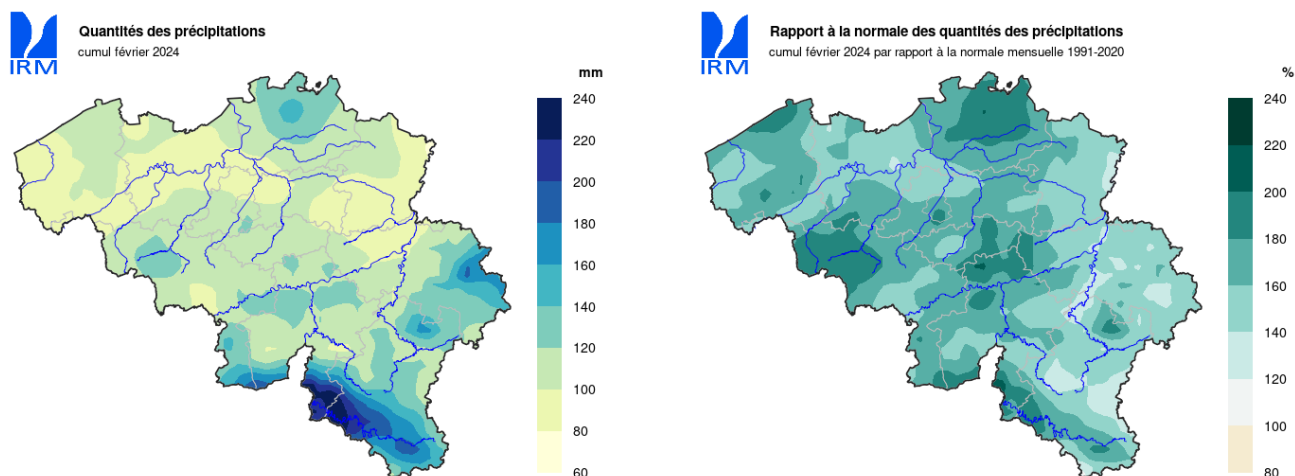 IRM
Quantités des précipitations
cumul février 2024
mm
240
220
200
180
160
140
120
100
80
60
IRM
Rapport à la normale des quantités des précipitations
cumul février 2024 par rapport à la normale mensuelle 1991-2020
%
240
220
200
180
160
140
120
100
80